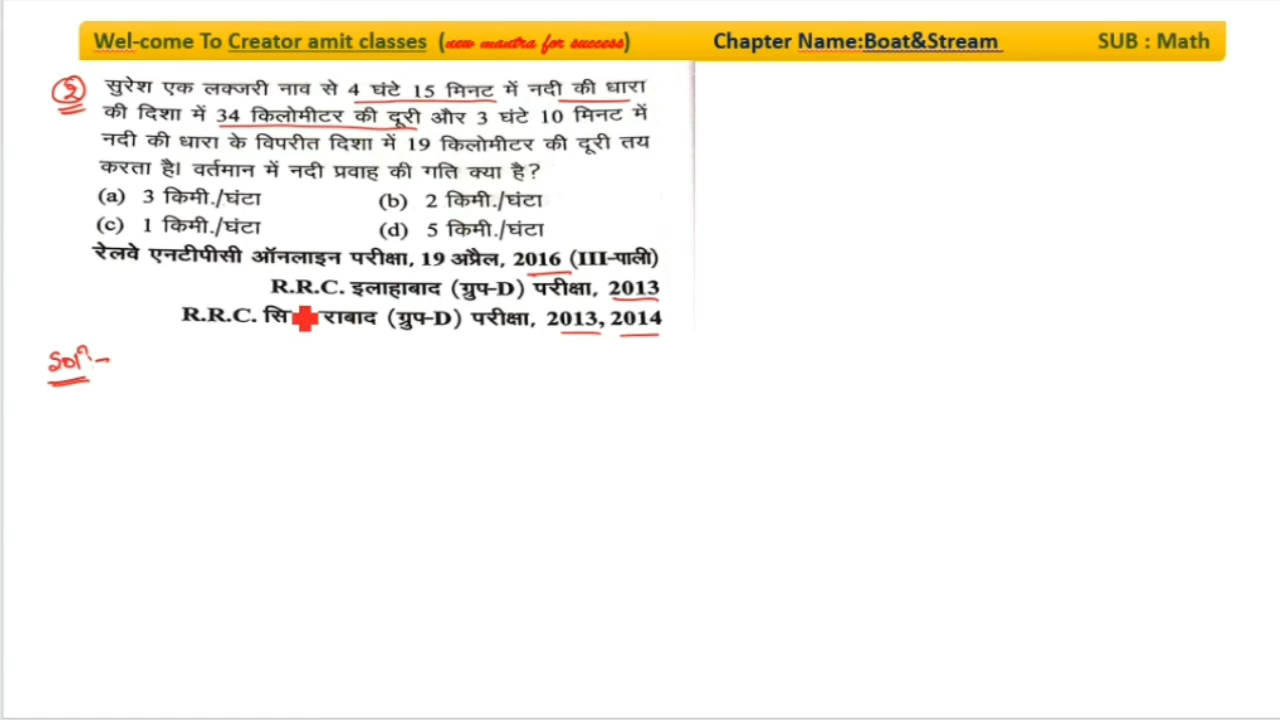 Wel-come To Creator amit classes (new mantra for success) Chapter Name:Boat&Stream SUB : Math
2 सुरेश एक लक्जरी नाव से 4 घंटे 15 मिनट में नदी की धारा
की दिशा में 34 किलोमीटर की दूरी और 3 घंटे 10 मिनट में
नदी की धारा के विपरीत दिशा में 19 किलोमीटर की दूरी तय
करता है। वर्तमान में नदी प्रवाह की गति क्या है?
(a) 3 किमी./घंटा (b) 2 किमी./घंटा
(c) 1 किमी./घंटा (d) 5 किमी./घंटा
रेलवे एनटीपीसी ऑनलाइन परीक्षा, 19 अप्रैल, 2016 (III-पाली)
R.R.C. इलाहाबाद (ग्रुप-D) परीक्षा, 2013
R.R.C. सि राबाद (ग्रुप-D) परीक्षा, 2013, 2014
Solⁿ:-